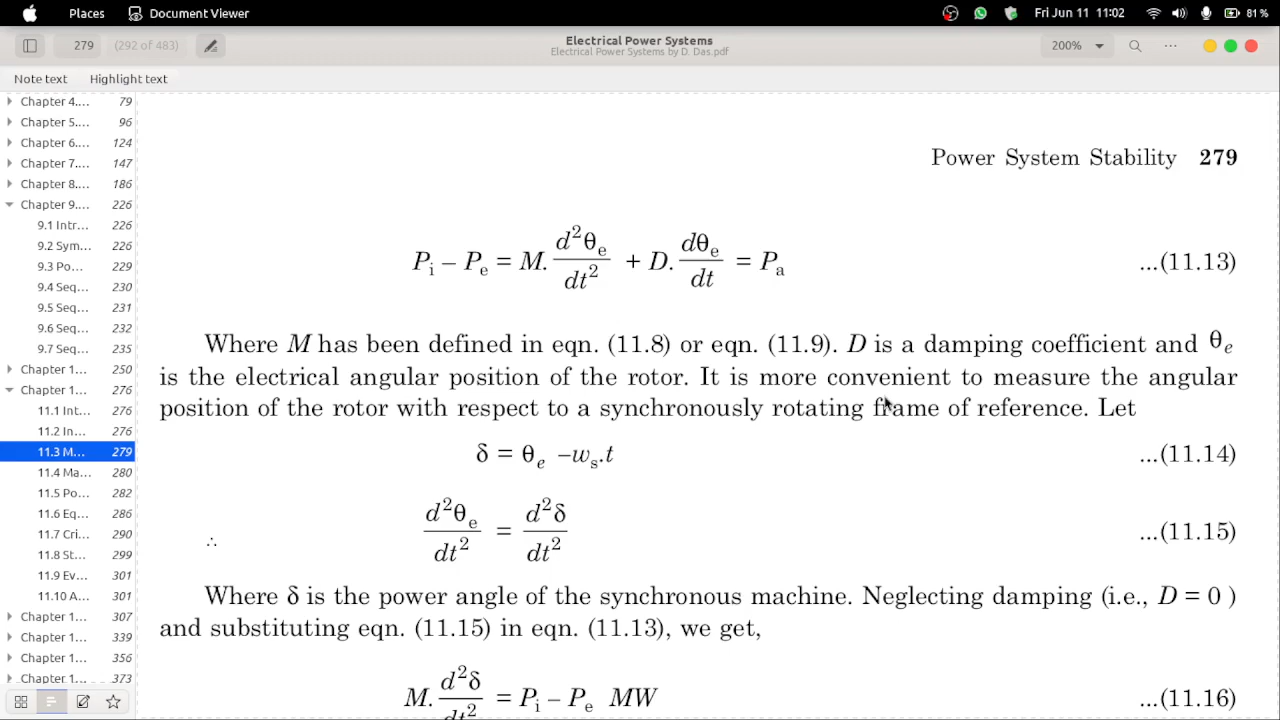 Places Document Viewer Fri Jun 11 11:02 81 %
279 (292 of 483) Electrical Power Systems 200%
Electrical Power Systems by D. Das.pdf
Note text Highlight text
Chapter 4.... 79
Chapter 5.... 96
Chapter 6.... 124
Chapter 7.... 147
Chapter 8.... 186
Chapter 9.... 226
9.1 Intr... 226
9.2 Sym... 226
9.3 Po... 229
9.4 Seq... 230
9.5 Seq... 231
9.6 Seq... 232
9.7 Seq... 235
Chapter 1... 250
Chapter 1... 276
11.1 Int... 276
11.2 In... 276
11.3 M... 279
11.4 Ma... 280
11.5 Po... 282
11.6 Eq... 286
11.7 Cri... 290
11.8 St... 299
11.9 Ev... 301
11.10 A... 301
Chapter 1... 307
Chapter 1... 339
Chapter 1... 356
Chapter 1... 373
Power System Stability 279
P_i – P_e = M. d²θ_e/dt² + D. dθ_e/dt = P_a ...(11.13)
Where M has been defined in eqn. (11.8) or eqn. (11.9). D is a damping coefficient and θ_e
is the electrical angular position of the rotor. It is more convenient to measure the angular
position of the rotor with respect to a synchronously rotating frame of reference. Let
δ = θ_e –w_s.t ...(11.14)
∴ d²θ_e/dt² = d²δ/dt² ...(11.15)
Where δ is the power angle of the synchronous machine. Neglecting damping (i.e., D = 0 )
and substituting eqn. (11.15) in eqn. (11.13), we get,
M. d²δ/dt² = P_i – P_e MW ...(11.16)